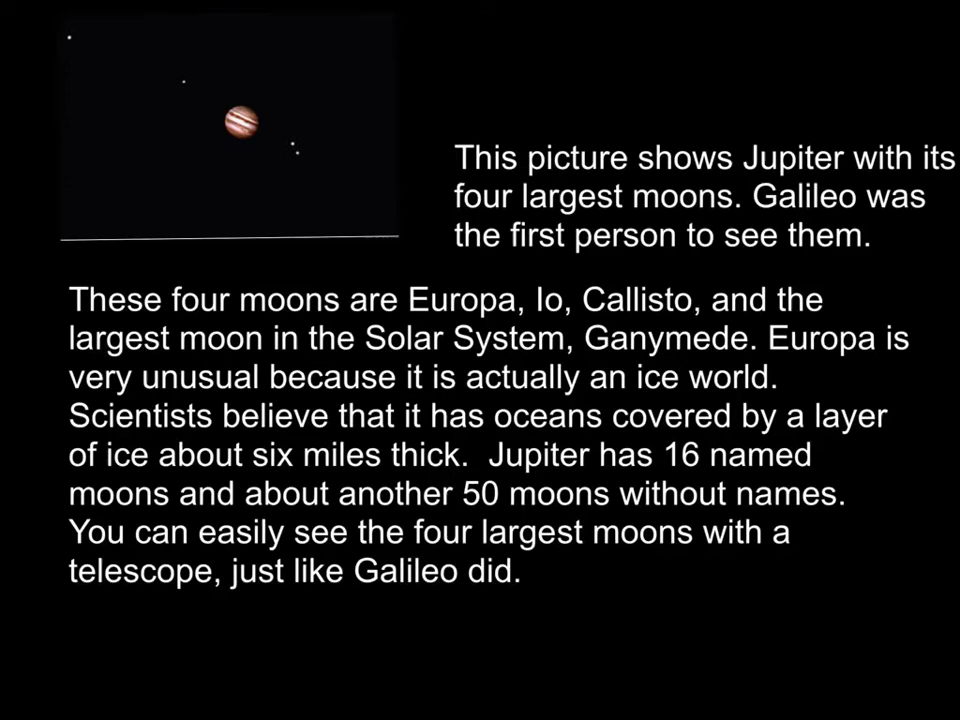 This picture shows Jupiter with its
four largest moons. Galileo was
the first person to see them.
These four moons are Europa, Io, Callisto, and the
largest moon in the Solar System, Ganymede. Europa is
very unusual because it is actually an ice world.
Scientists believe that it has oceans covered by a layer
of ice about six miles thick.  Jupiter has 16 named
moons and about another 50 moons without names.
You can easily see the four largest moons with a
telescope, just like Galileo did.